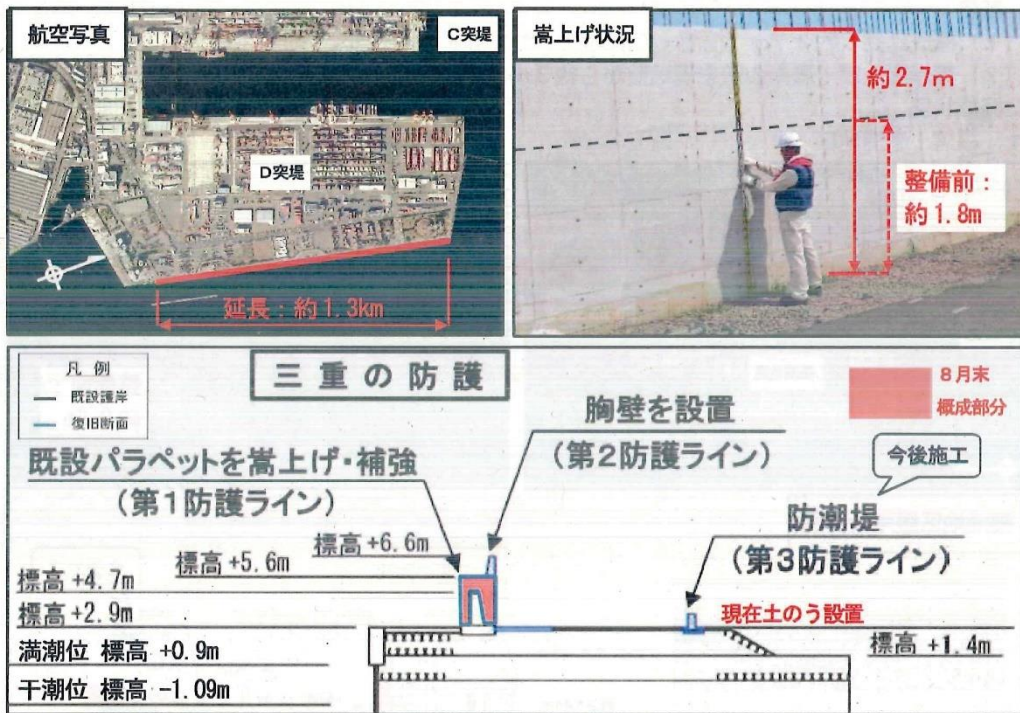 航空写真
C突堤
D突堤
延長：約1.3km
嵩上げ状況
約2.7m
整備前：
約1.8m
凡例
既設護岸
復旧断面
三重の防護
8月末
概成部分
今後施工
胸壁を設置
(第2防護ライン)
既設パラペットを嵩上げ・補強
(第1防護ライン)
防潮堤
(第3防護ライン)
標高+6.6m
標高+5.6m
標高+4.7m
標高+2.9m
現在土のう設置
標高+1.4m
満潮位 標高 +0.9m
干潮位 標高 -1.09m